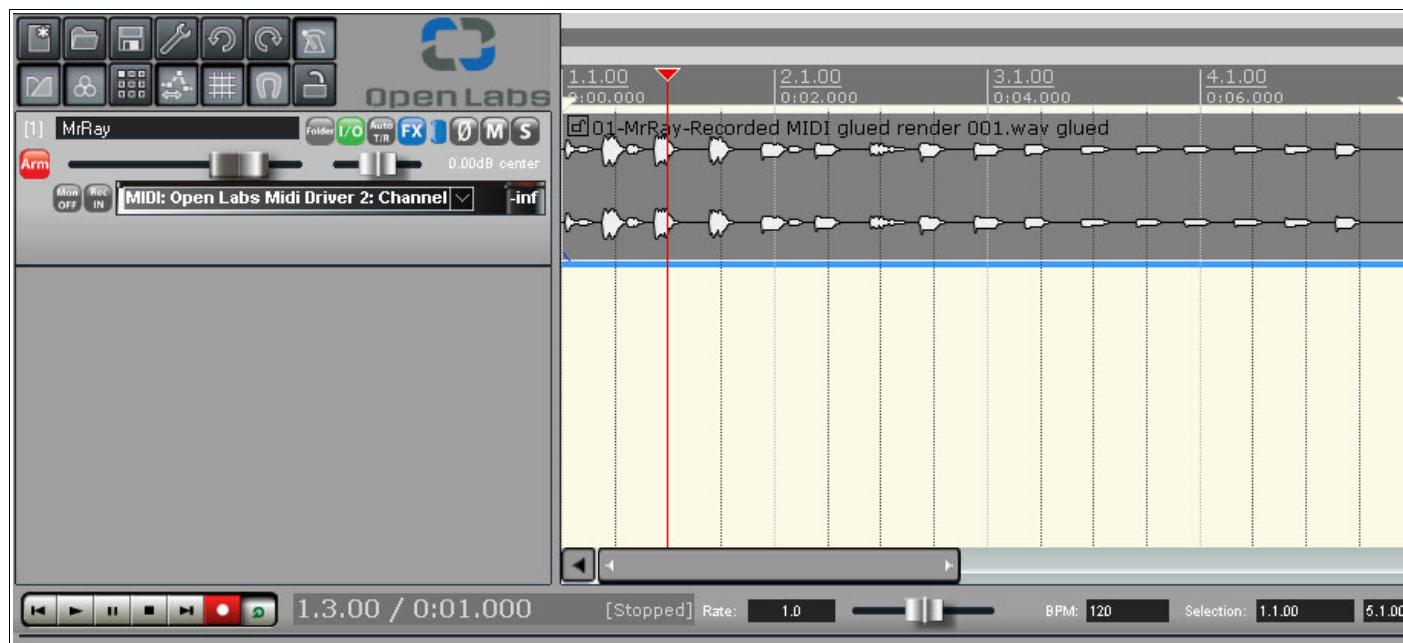 Open Labs
1.1.00 2.1.00 3.1.00 4.1.00
0:00.000 0:02.000 0:04.000 0:06.000
[1] MrRay Folder I/O Auto T/R FX Ø M S
01-MrRay-Recorded MIDI glued render 001.wav glued
Arm 0.00dB center
Mon OFF Rec IN MIDI: Open Labs Midi Driver 2: Channel -inf
1.3.00 / 0:01.000 [Stopped] Rate: 1.0 BPM: 120 Selection: 1.1.00 5.1.00